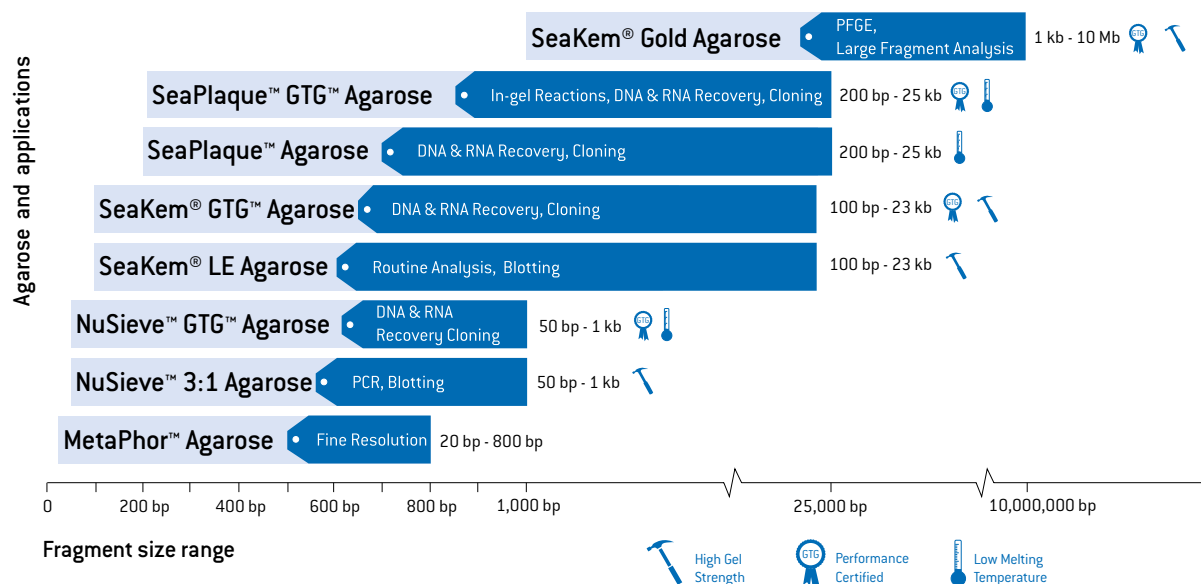 Agarose and applications
SeaKem® Gold Agarose
PFGE,
Large Fragment Analysis
1 kb - 10 Mb
GTG
SeaPlaque™ GTG™ Agarose
In-gel Reactions, DNA & RNA Recovery, Cloning
200 bp - 25 kb
GTG
SeaPlaque™ Agarose
DNA & RNA Recovery, Cloning
200 bp - 25 kb
SeaKem® GTG™ Agarose
DNA & RNA Recovery, Cloning
100 bp - 23 kb
GTG
SeaKem® LE Agarose
Routine Analysis, Blotting
100 bp - 23 kb
NuSieve™ GTG™ Agarose
DNA & RNA
Recovery Cloning
50 bp - 1 kb
GTG
NuSieve™ 3:1 Agarose
PCR, Blotting
50 bp - 1 kb
MetaPhor™ Agarose
Fine Resolution
20 bp - 800 bp
0
200 bp
400 bp
600 bp
800 bp
1,000 bp
25,000 bp
10,000,000 bp
Fragment size range
High Gel
Strength
GTG
Performance
Certified
Low Melting
Temperature